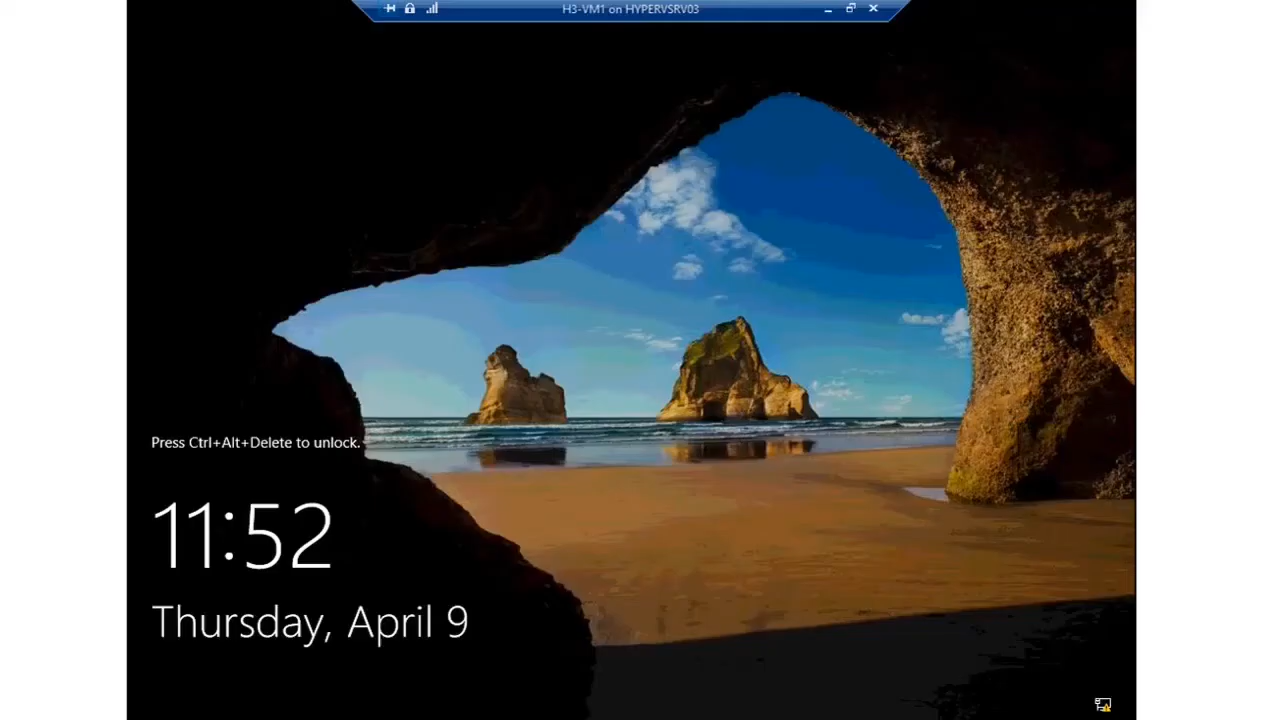 H3-VM1 on HYPERVSRV03
Press Ctrl+Alt+Delete to unlock.
11:52
Thursday, April 9